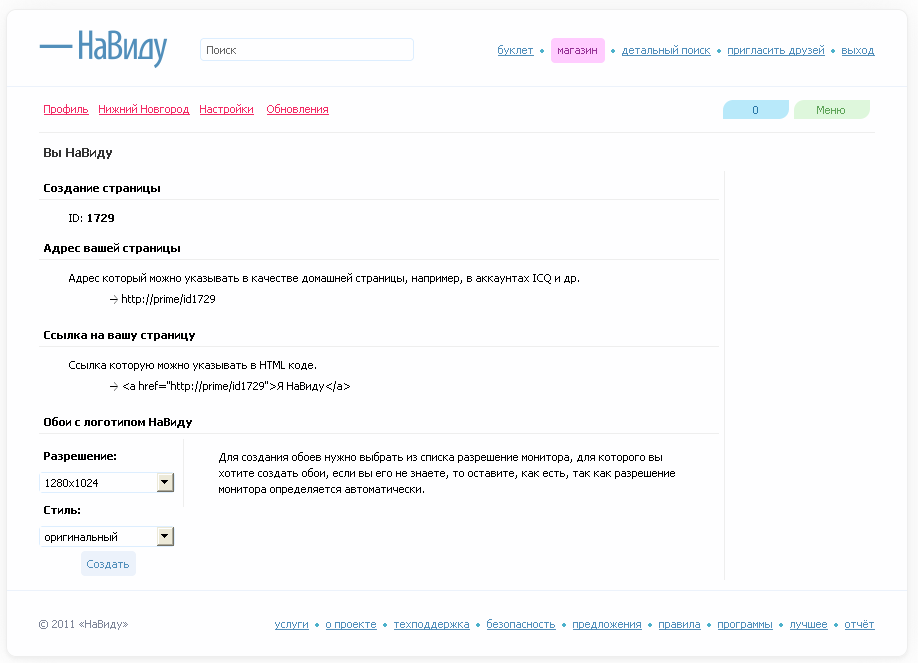 — НаВиду
Поиск
буклет • магазин • детальный поиск • пригласить друзей • выход
Профиль Нижний Новгород Настройки Обновления
0 Меню
Вы НаВиду
Создание страницы
ID: 1729
Адрес вашей страницы
Адрес который можно указывать в качестве домашней страницы, например, в аккаунтах ICQ и др.
→ http://prime/id1729
Ссылка на вашу страницу
Ссылка которую можно указывать в HTML коде.
→ <a href="http://prime/id1729">Я НаВиду</a>
Обои с логотипом НаВиду
Разрешение:
1280x1024
Стиль:
оригинальный
Создать
Для создания обоев нужно выбрать из списка разрешение монитора, для которого вы
хотите создать обои, если вы его не знаете, то оставите, как есть, так как разрешение
монитора определяется автоматически.
© 2011 «НаВиду»
услуги • о проекте • техподдержка • безопасность • предложения • правила • программы • лучшее • отчёт